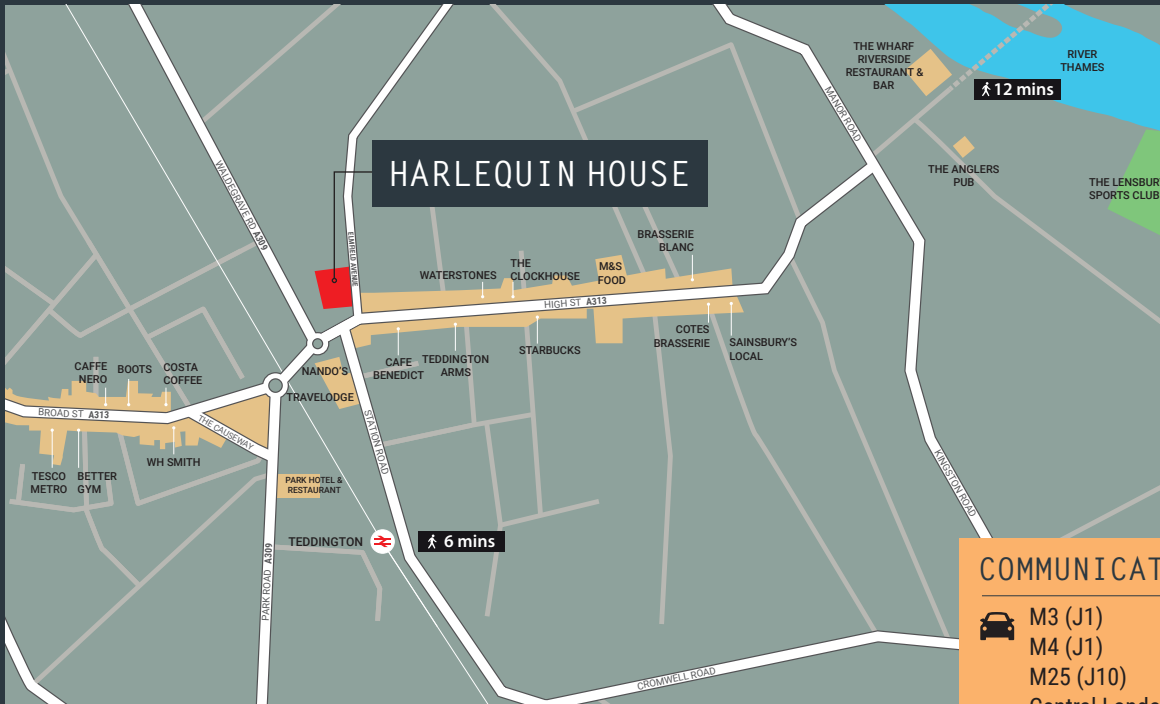 THE WHARF
RIVERSIDE
RESTAURANT &
BAR
RIVER
THAMES
12 mins
MANOR ROAD
THE ANGLERS
PUB
THE LENSBURY
SPORTS CLUB
HARLEQUIN HOUSE
WALDEGRAVE RD A309
ELMFIELD AVENUE
BRASSERIE
BLANC
WATERSTONES
THE
CLOCKHOUSE
M&S
FOOD
HIGH ST A313
CAFE
BENEDICT
TEDDINGTON
ARMS
STARBUCKS
COTES
BRASSERIE
SAINSBURY'S
LOCAL
CAFFE
NERO
BOOTS
COSTA
COFFEE
NANDO'S
TRAVELODGE
BROAD ST A313
THE CAUSEWAY
STATION ROAD
TESCO
METRO
BETTER
GYM
WH SMITH
PARK HOTEL &
RESTAURANT
KINGSTON ROAD
TEDDINGTON
6 mins
PARK ROAD A309
CROMWELL ROAD
COMMUNICAT
M3 (J1)
M4 (J1)
M25 (J10)